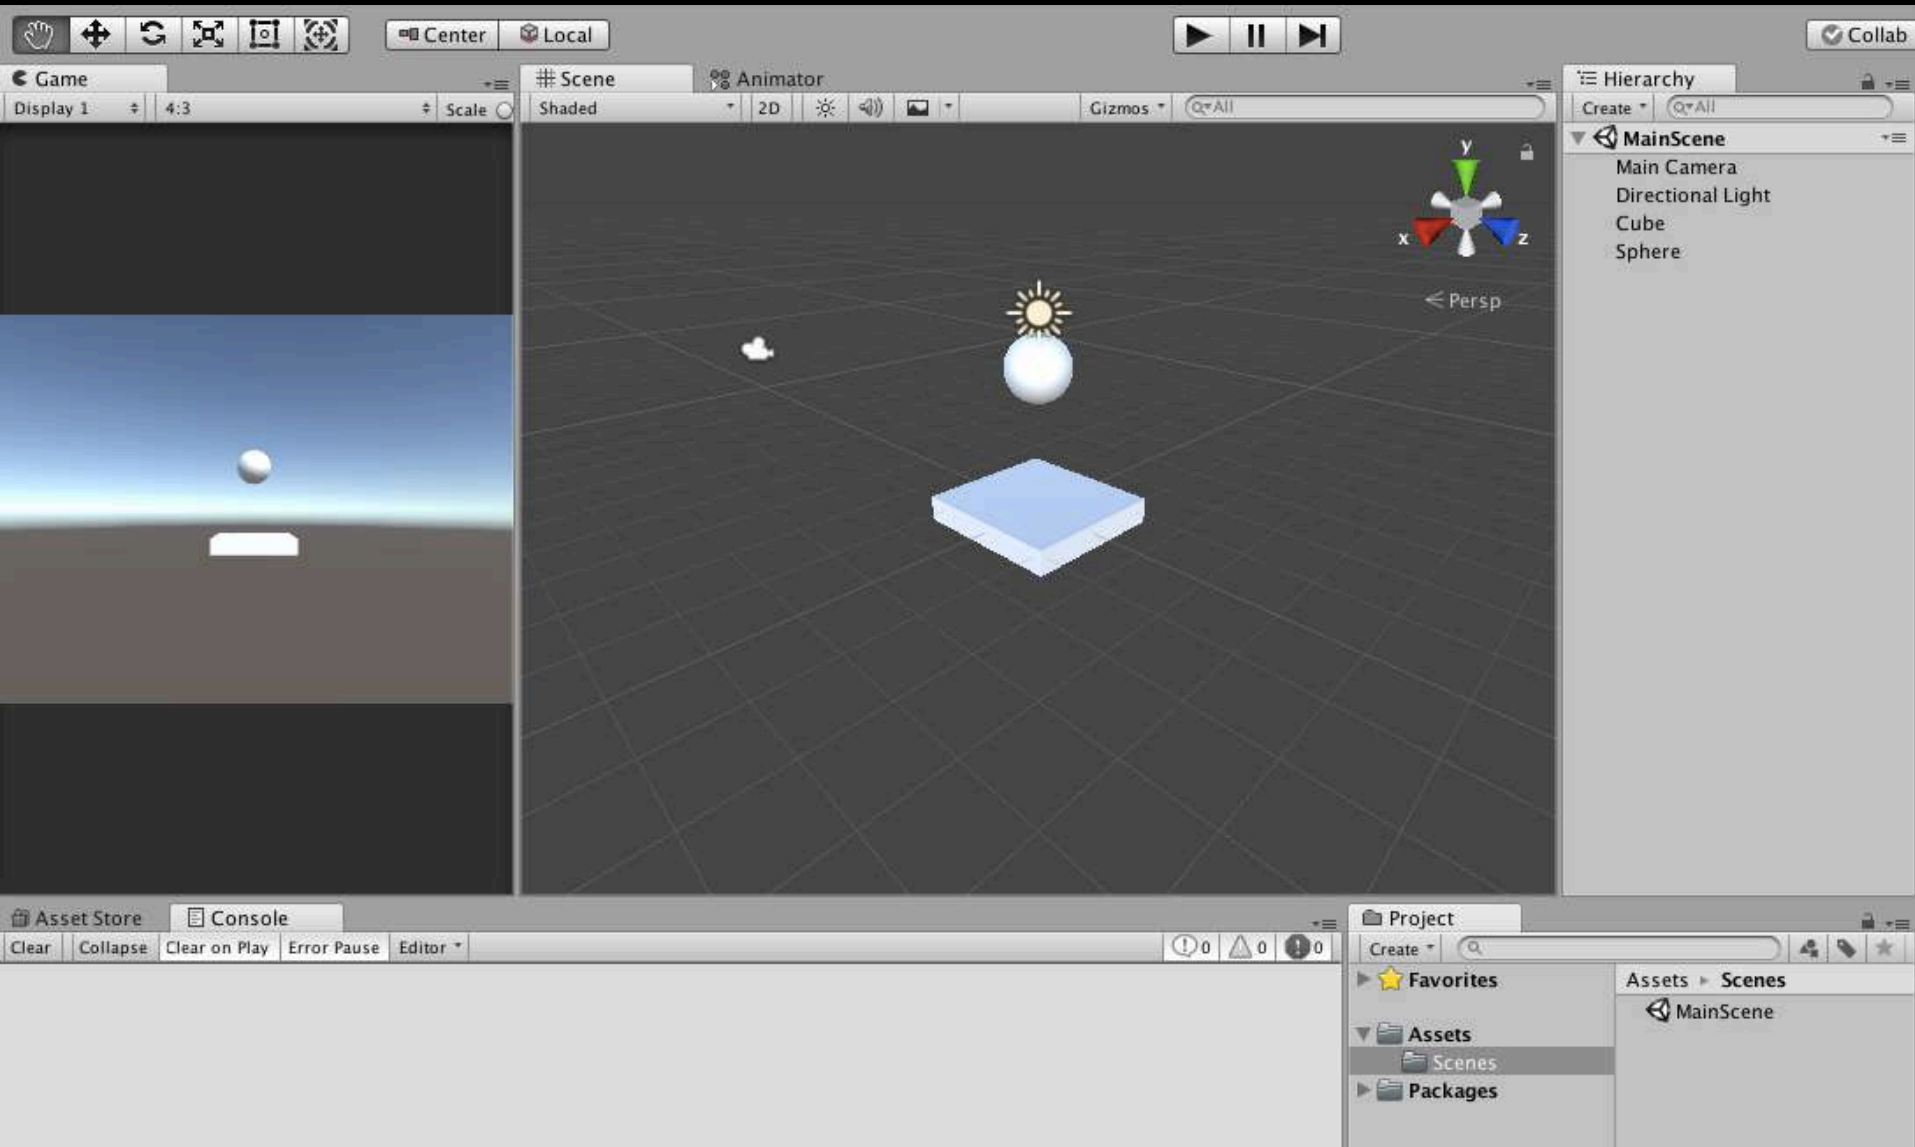 Center Local Collab
Game Scene Animator Hierarchy
Display 1 4:3 Scale Shaded 2D Gizmos All Create All
MainScene
Main Camera
Directional Light
Cube
Sphere
y
x z
Persp
Asset Store Console Project
Clear Collapse Clear on Play Error Pause Editor 0 0 0 Create
Favorites Assets Scenes
MainScene
Assets
Scenes
Packages